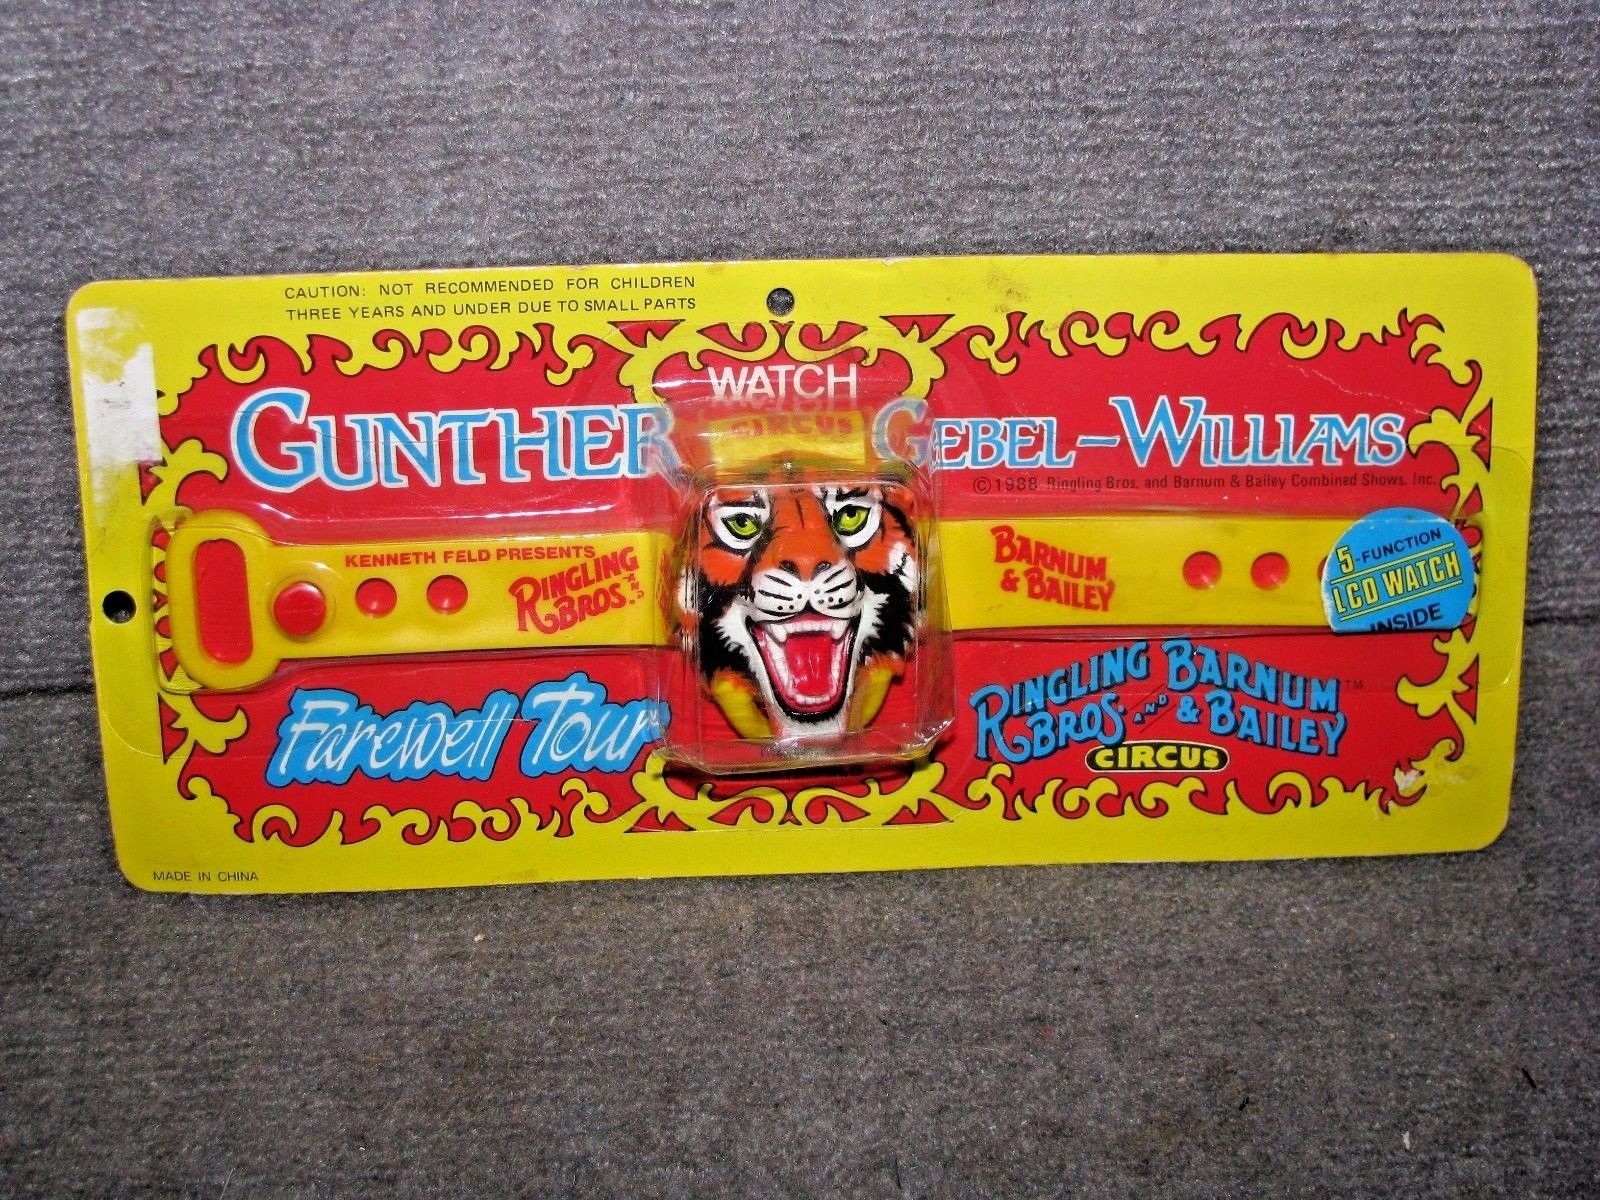 CAUTION: NOT RECOMMENDED FOR CHILDREN
THREE YEARS AND UNDER DUE TO SMALL PARTS
WATCH
GUNTHER GEBEL-WILLIAMS
CIRCUS
© 1988 Ringling Bros. and Barnum & Bailey Combined Shows, Inc.
KENNETH FELD PRESENTS
RINGLING
BROS. AND
BARNUM
& BAILEY
5-FUNCTION
LCD WATCH
INSIDE
Farewell Tour
RINGLING BROS. AND BARNUM & BAILEY™
CIRCUS
MADE IN CHINA